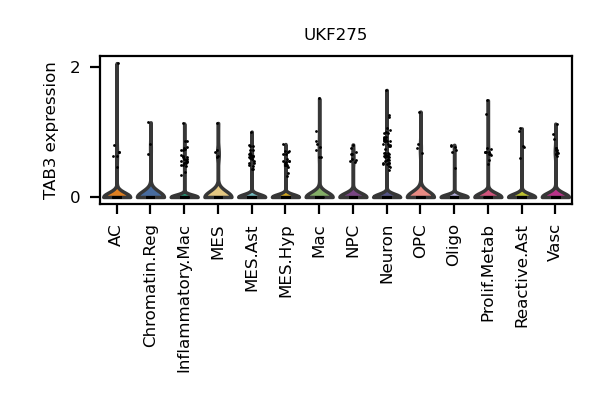 UKF275
TAB3 expression
2
0
AC
Chromatin.Reg
Inflammatory.Mac
MES
MES.Ast
MES.Hyp
Mac
NPC
Neuron
OPC
Oligo
Prolif.Metab
Reactive.Ast
Vasc